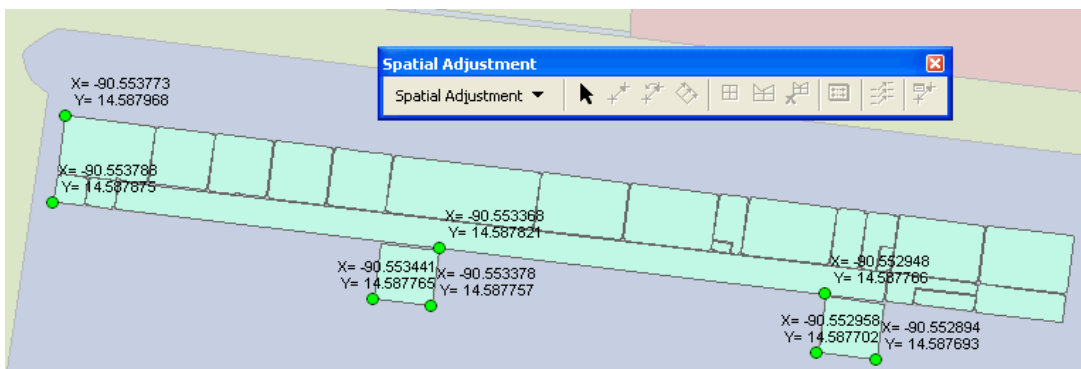 Spatial Adjustment
Spatial Adjustment
X= -90.553773
Y= 14.587968
X= -90.553788
Y= 14.587875
X= -90.553368
Y= 14.587821
X= -90.553441
Y= 14.587765
X= -90.553378
Y= 14.587757
X= -90.552948
Y= 14.587766
X= -90.552958
Y= 14.587702
X= -90.552894
Y= 14.587693